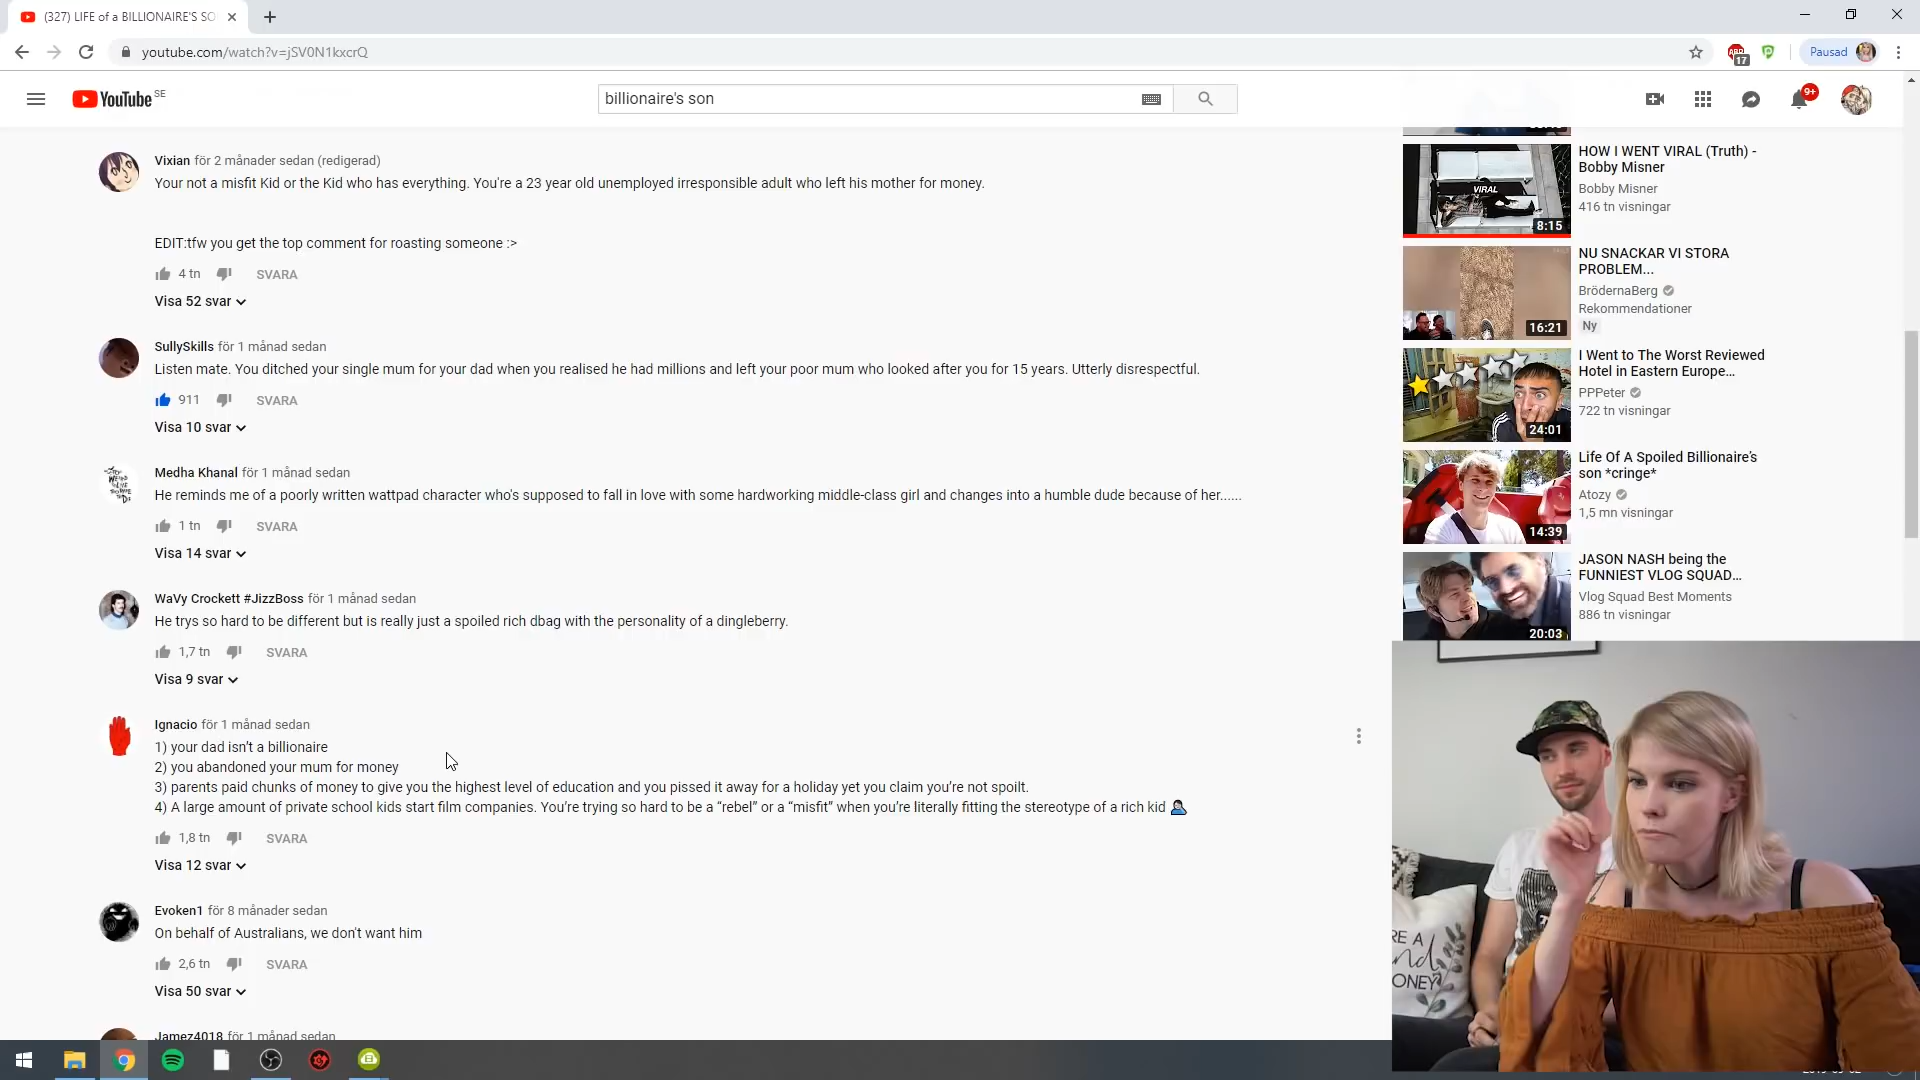 (327) LIFE of a BILLIONAIRE'S SO
youtube.com/watch?v=jSV0N1kxcrQ
17
Pausad
YouTube SE
billionaire's son
9+
Vixian för 2 månader sedan (redigerad)
Your not a misfit Kid or the Kid who has everything. You're a 23 year old unemployed irresponsible adult who left his mother for money.
EDIT:tfw you get the top comment for roasting someone :>
4 tn SVARA
Visa 52 svar
SullySkills för 1 månad sedan
Listen mate. You ditched your single mum for your dad when you realised he had millions and left your poor mum who looked after you for 15 years. Utterly disrespectful.
911 SVARA
Visa 10 svar
Medha Khanal för 1 månad sedan
He reminds me of a poorly written wattpad character who's supposed to fall in love with some hardworking middle-class girl and changes into a humble dude because of her......
1 tn SVARA
Visa 14 svar
WaVy Crockett #JizzBoss för 1 månad sedan
He trys so hard to be different but is really just a spoiled rich dbag with the personality of a dingleberry.
1,7 tn SVARA
Visa 9 svar
Ignacio för 1 månad sedan
1) your dad isn't a billionaire
2) you abandoned your mum for money
3) parents paid chunks of money to give you the highest level of education and you pissed it away for a holiday yet you claim you're not spoilt.
4) A large amount of private school kids start film companies. You're trying so hard to be a “rebel” or a “misfit” when you're literally fitting the stereotype of a rich kid
1,8 tn SVARA
Visa 12 svar
Evoken1 för 8 månader sedan
On behalf of Australians, we don't want him
2,6 tn SVARA
Visa 50 svar
Jamez4018 för 1 månad sedan
HOW I WENT VIRAL (Truth) -
Bobby Misner
Bobby Misner
416 tn visningar
VIRAL
8:15
NU SNACKAR VI STORA
PROBLEM...
BrödernaBerg
Rekommendationer
Ny
16:21
I Went to The Worst Reviewed
Hotel in Eastern Europe...
PPPeter
722 tn visningar
24:01
Life Of A Spoiled Billionaire's
son *cringe*
Atozy
1,5 mn visningar
14:39
JASON NASH being the
FUNNIEST VLOG SQUAD...
Vlog Squad Best Moments
886 tn visningar
20:03